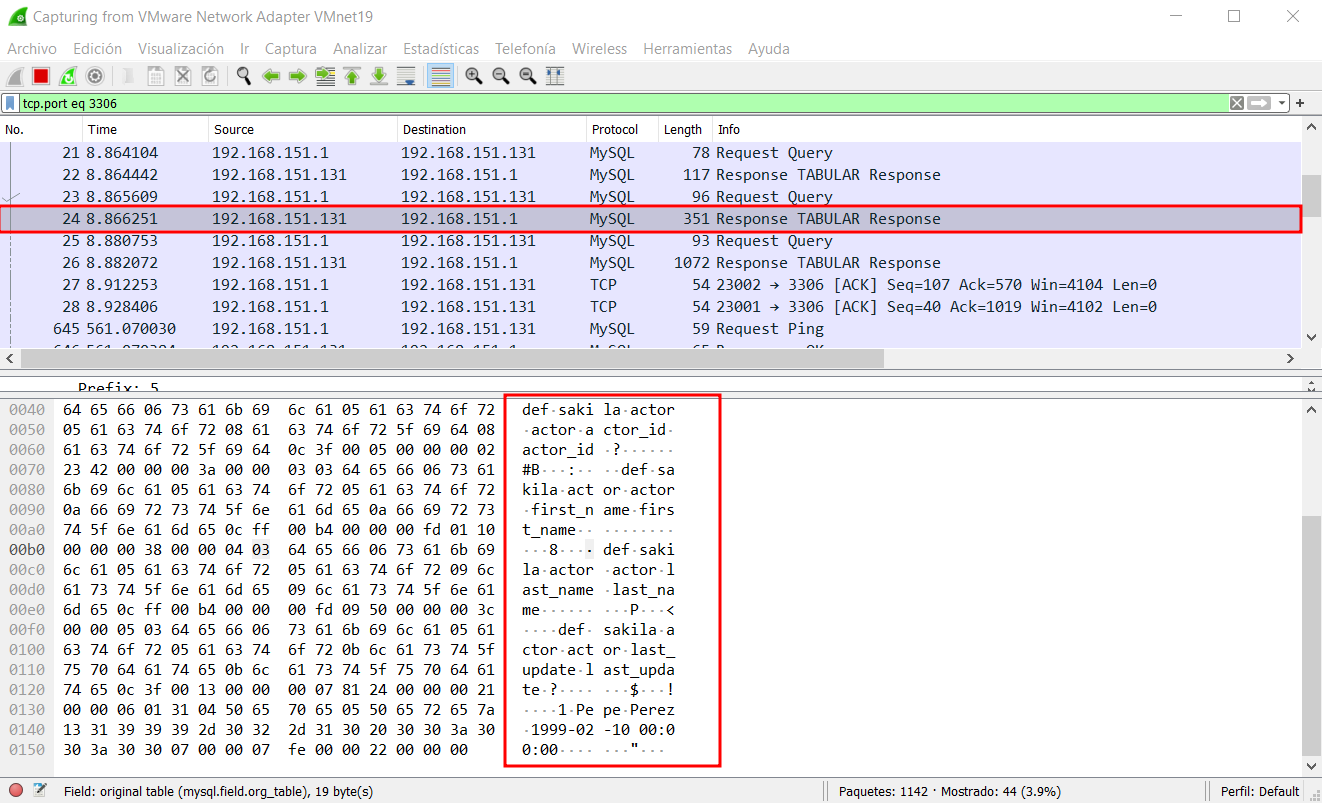 Capturing from VMware Network Adapter VMnet19
Archivo Edición Visualización Ir Captura Analizar Estadísticas Telefonía Wireless Herramientas Ayuda
tcp.port eq 3306
No. Time Source Destination Protocol Length Info
21 8.864104 192.168.151.1 192.168.151.131 MySQL 78 Request Query
22 8.864442 192.168.151.131 192.168.151.1 MySQL 117 Response TABULAR Response
23 8.865609 192.168.151.1 192.168.151.131 MySQL 96 Request Query
24 8.866251 192.168.151.131 192.168.151.1 MySQL 351 Response TABULAR Response
25 8.880753 192.168.151.1 192.168.151.131 MySQL 93 Request Query
26 8.882072 192.168.151.131 192.168.151.1 MySQL 1072 Response TABULAR Response
27 8.912253 192.168.151.1 192.168.151.131 TCP 54 23002 → 3306 [ACK] Seq=107 Ack=570 Win=4104 Len=0
28 8.928406 192.168.151.1 192.168.151.131 TCP 54 23001 → 3306 [ACK] Seq=40 Ack=1019 Win=4102 Len=0
645 561.070030 192.168.151.1 192.168.151.131 MySQL 59 Request Ping
Prefix: 5
0040 64 65 66 06 73 61 6b 69 6c 61 05 61 63 74 6f 72 def·saki la·actor
0050 05 61 63 74 6f 72 08 61 63 74 6f 72 5f 69 64 08 ·actor·a ctor_id·
0060 61 63 74 6f 72 5f 69 64 0c 3f 00 05 00 00 00 02 actor_id ·?······
0070 23 42 00 00 00 3a 00 00 03 03 64 65 66 06 73 61 #B···:·· ··def·sa
0080 6b 69 6c 61 05 61 63 74 6f 72 05 61 63 74 6f 72 kila·act or·actor
0090 0a 66 69 72 73 74 5f 6e 61 6d 65 0a 66 69 72 73 ·first_n ame·firs
00a0 74 5f 6e 61 6d 65 0c ff 00 b4 00 00 00 fd 01 10 t_name·· ········
00b0 00 00 00 38 00 00 04 03 64 65 66 06 73 61 6b 69 ···8···· def·saki
00c0 6c 61 05 61 63 74 6f 72 05 61 63 74 6f 72 09 6c la·actor ·actor·l
00d0 61 73 74 5f 6e 61 6d 65 09 6c 61 73 74 5f 6e 61 ast_name ·last_na
00e0 6d 65 0c ff 00 b4 00 00 00 fd 09 50 00 00 00 3c me······ ···P···<
00f0 00 00 05 03 64 65 66 06 73 61 6b 69 6c 61 05 61 ····def· sakila·a
0100 63 74 6f 72 05 61 63 74 6f 72 0b 6c 61 73 74 5f ctor·act or·last_
0110 75 70 64 61 74 65 0b 6c 61 73 74 5f 75 70 64 61 update·l ast_upda
0120 74 65 0c 3f 00 13 00 00 00 07 81 24 00 00 00 21 te·?···· ···$···!
0130 00 00 06 01 31 04 50 65 70 65 05 50 65 72 65 7a ····1·Pe pe·Perez
0140 13 31 39 39 39 2d 30 32 2d 31 30 20 30 30 3a 30 ·1999-02 -10 00:0
0150 30 3a 30 30 07 00 00 07 fe 00 00 22 00 00 00 0:00···· ···"···
Field: original table (mysql.field.org_table), 19 byte(s) Paquetes: 1142 · Mostrado: 44 (3.9%) Perfil: Default